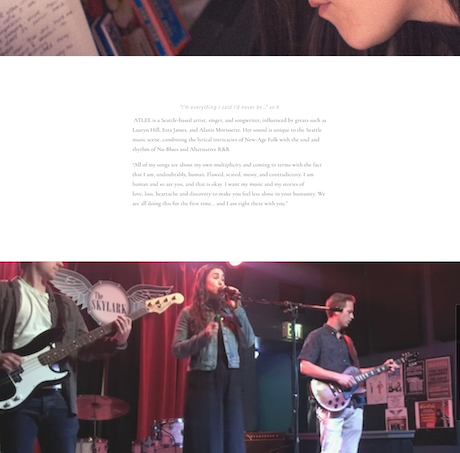 "I'm everything I said I'd never be.."
ATLEE is a Seattle-based artist, singer, and songwriter; influenced by greats such as
Lauryn Hill, Etta James, and Alanis Morissette. Her sound is unique to the Seattle
music scene, combining the lyrical intricacies of New-Age Folk with the soul and
rhythm of Nu-Blues and Alternative R&B.
"All of my songs are about my own multiplicity and coming to terms with the fact
that I am, undoubtedly, human. Flawed, scared, messy, and contradictory. I am
human and so are you, and that is okay. I want my music and my stories of
love, loss, heartache and discovery to make you feel less alone in your humanity. We
are all doing this for the first time... and I am right there with you."
The
SKYLARK
EXIT